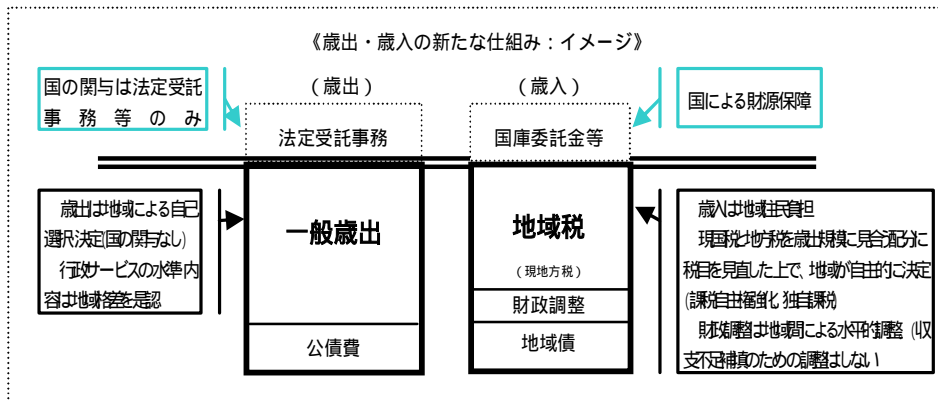 《歳出・歳入の新たな仕組み：イメージ》
国の関与は法定受託
事務等のみ
（歳出）
（歳入）
国による財源保障
法定受託事務
国庫委託金等
歳出は地域による自己
選択、決定(国の関与なし)
行政サービスの水準、内
容は地域格差を是認
一般歳出
公債費
地域税
（現地方税）
財政調整
地域債
歳入は地域住民負担
現国税と地方税を歳出規模に見合う配分に
税目を見直した上で、地域が自主的に決定
(課税自主権強化、独自課税)
財政調整は地域間による水平的調整（収
支不足補填のための調整はしない